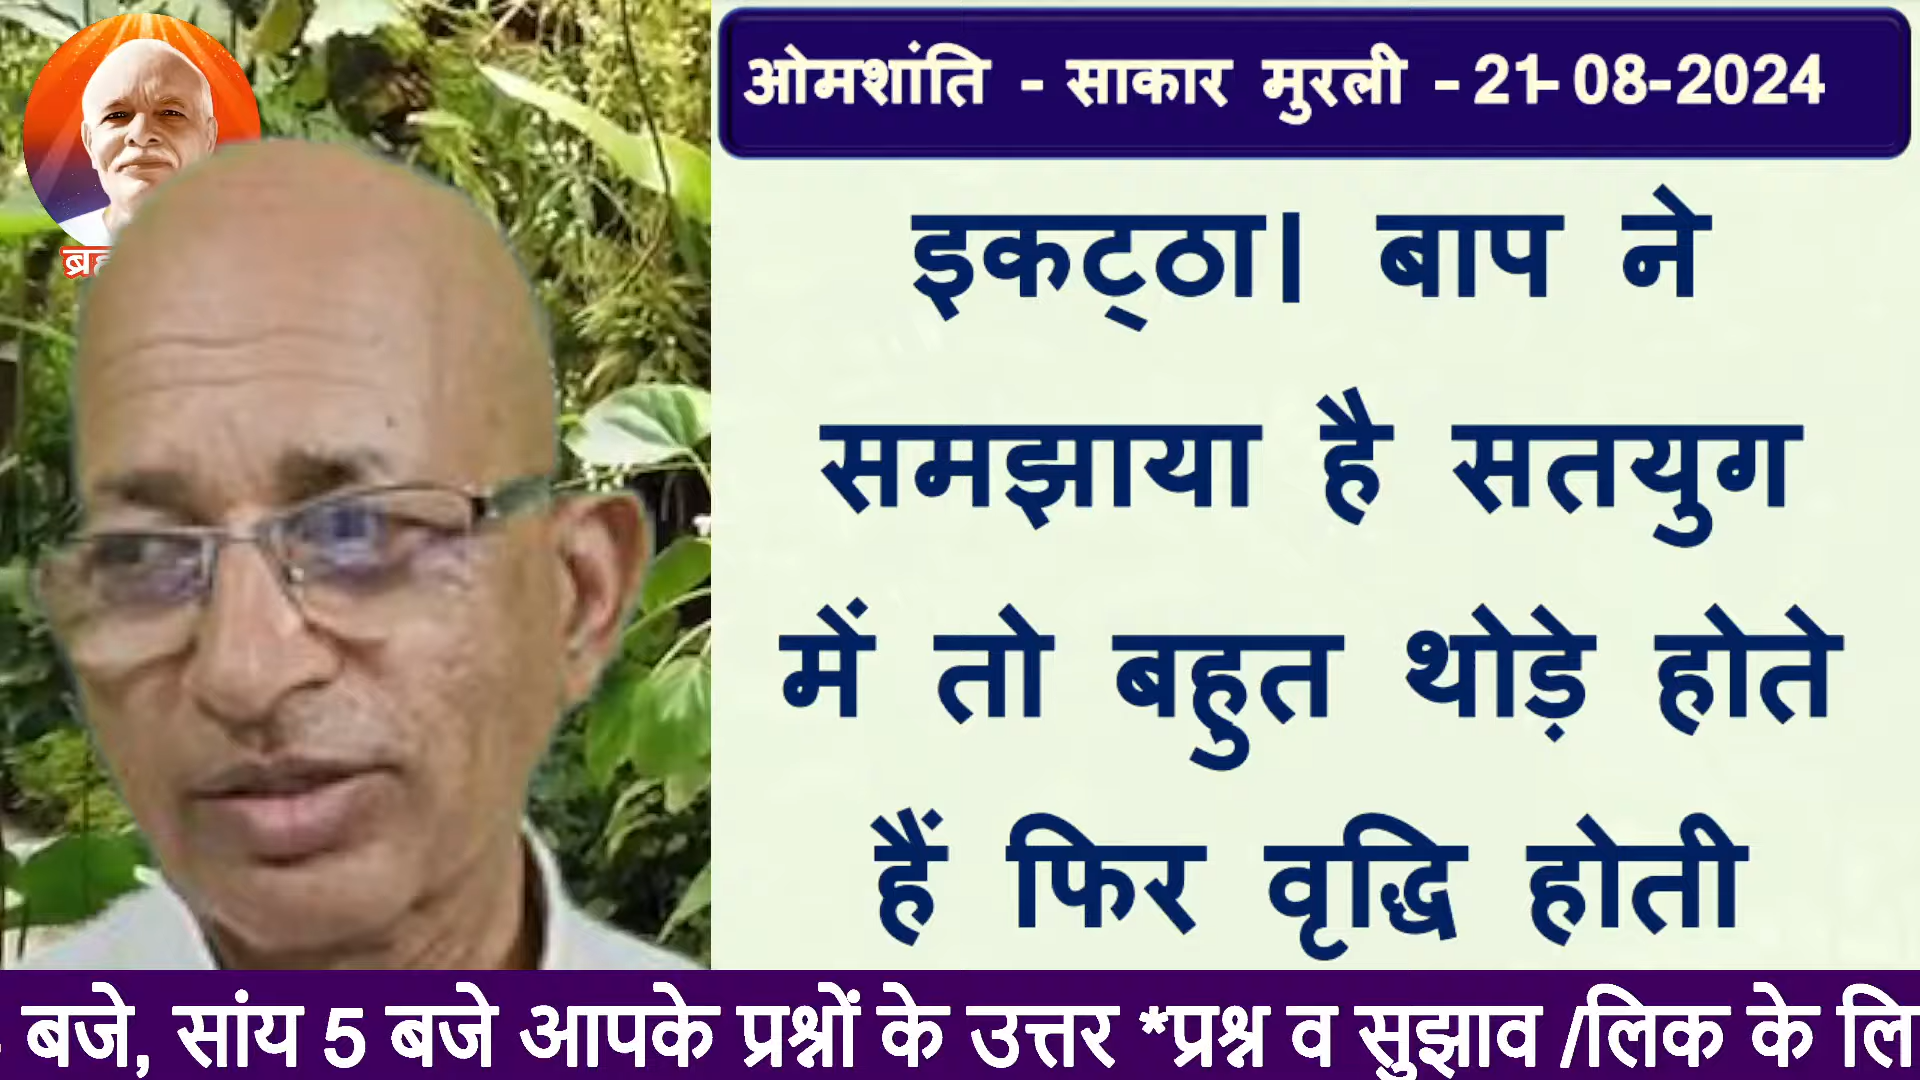 ओमशांति - साकार मुरली - 21- 08-2024
इकट्ठा। बाप ने
समझाया है सतयुग
में तो बहुत थोड़े होते
हैं फिर वृद्धि होती
बजे, सांय 5 बजे आपके प्रश्नों के उत्तर *प्रश्न व सुझाव /लिक के लि